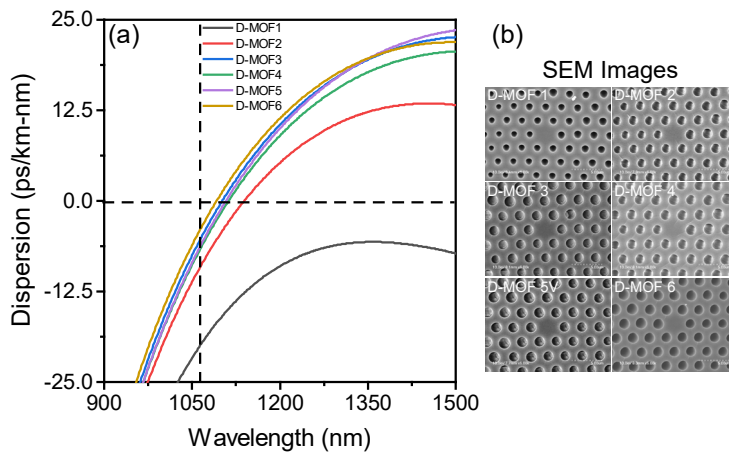 (a)
D-MOF1
D-MOF2
D-MOF3
D-MOF4
D-MOF5
D-MOF6
25.0
12.5
0.0
-12.5
-25.0
900
1050
1200
1350
1500
Dispersion (ps/km-nm)
Wavelength (nm)
(b)
SEM Images
D-MOF 1
D-MOF 2
D-MOF 3
D-MOF 4
D-MOF 5V
D-MOF 6